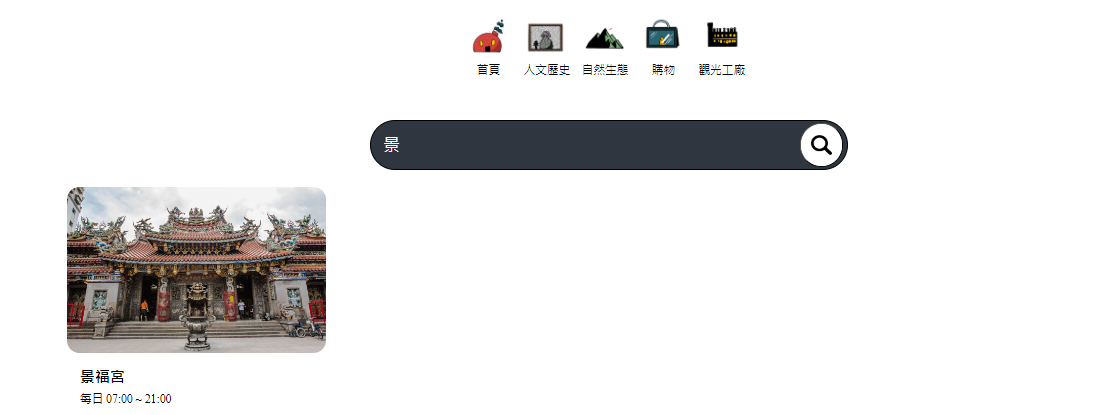 首頁 人文歷史 自然生態 購物 觀光工廠
景
景福宮
每日 07:00 ~ 21:00